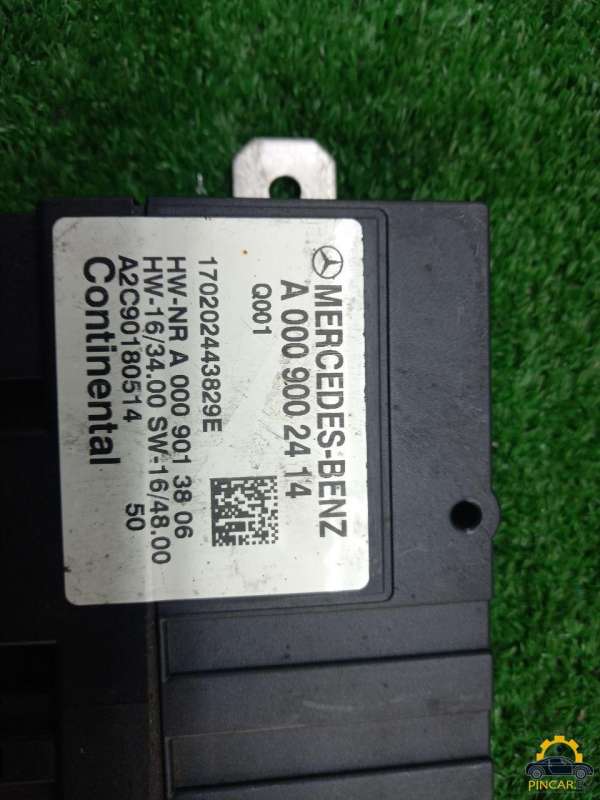 MERCEDES-BENZ
A 000 900 24 14
Q001
170202443829E
HW-NR A 000 901 38 06
HW-16/34.00 SW-16/48.00
A2C90180514 50
Continental
PINCAR.